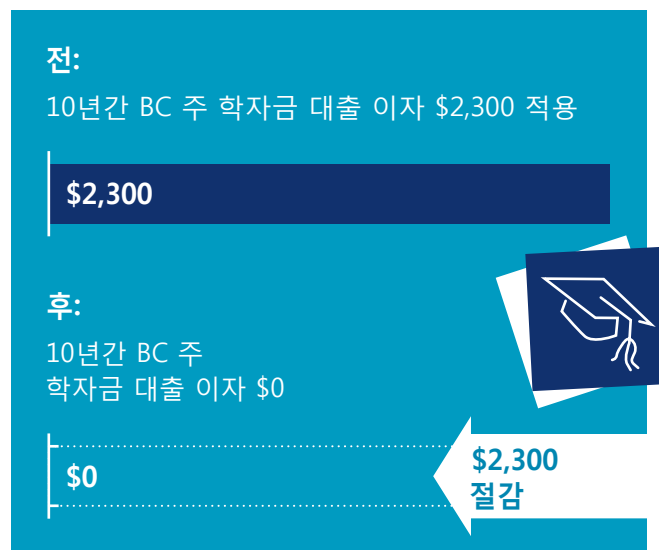 전:
10년간 BC 주 학자금 대출 이자 $2,300 적용
$2,300
후:
10년간 BC 주
학자금 대출 이자 $0
$0
$2,300
절감